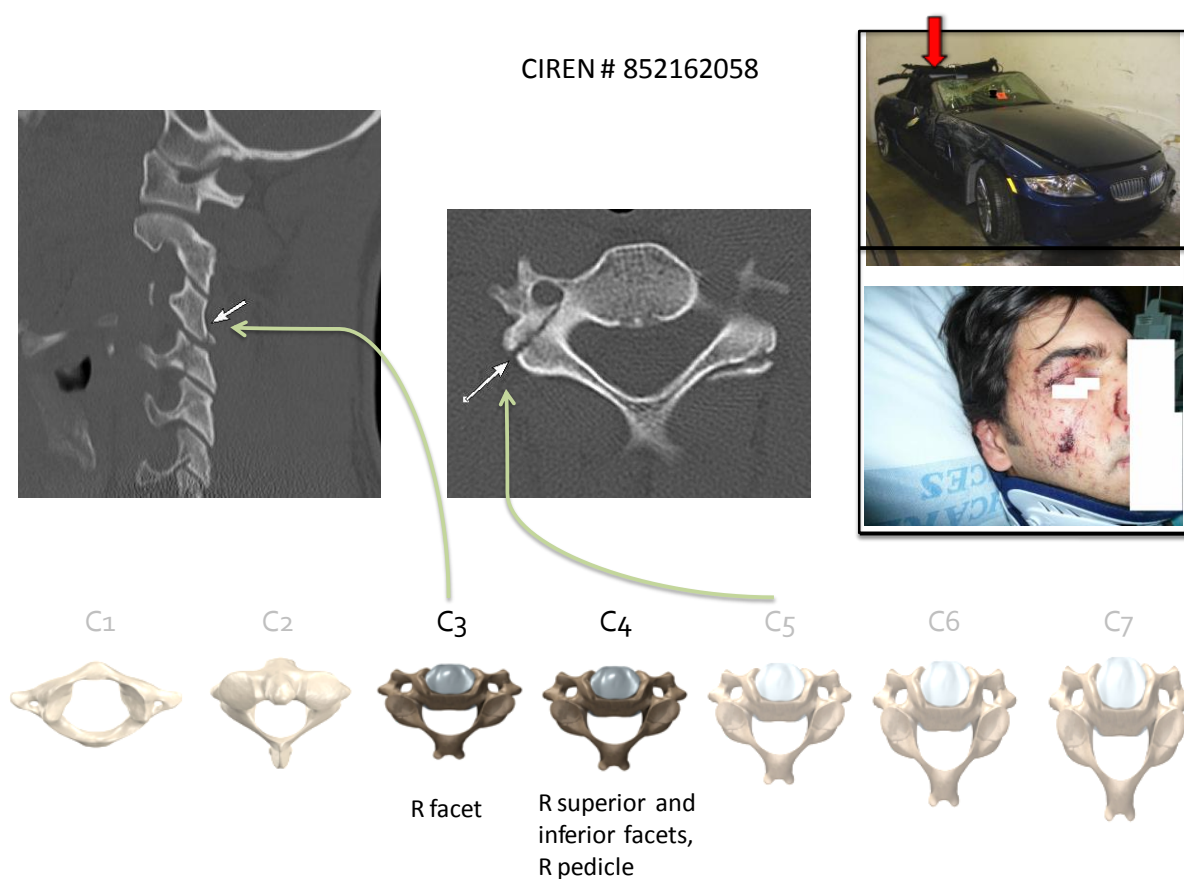 CIREN # 852162058
C1
C2
C3
C4
C5
C6
C7
R facet
R superior and
inferior facets,
R pedicle